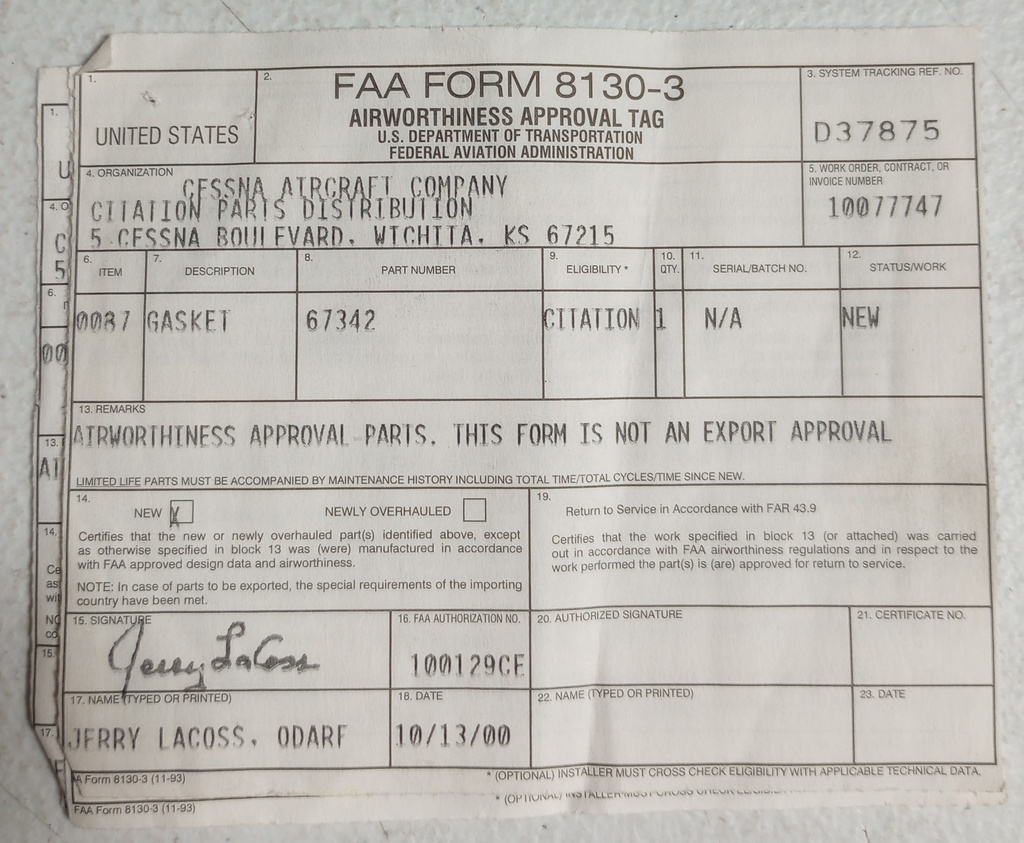 1.
UNITED STATES
2.
FAA FORM 8130-3
AIRWORTHINESS APPROVAL TAG
U.S. DEPARTMENT OF TRANSPORTATION
FEDERAL AVIATION ADMINISTRATION
3. SYSTEM TRACKING REF. NO.
D37875
4. ORGANIZATION
CESSNA AIRCRAFT COMPANY
CITATION PARTS DISTRIBUTION
5 CESSNA BOULEVARD, WICHITA, KS 67215
5. WORK ORDER, CONTRACT, OR
INVOICE NUMBER
10077747
6. ITEM
7. DESCRIPTION
8. PART NUMBER
9. ELIGIBILITY *
10. QTY.
11. SERIAL/BATCH NO.
12. STATUS/WORK
0087 GASKET 67342 CITATION 1 N/A NEW
13. REMARKS
AIRWORTHINESS APPROVAL PARTS. THIS FORM IS NOT AN EXPORT APPROVAL
LIMITED LIFE PARTS MUST BE ACCOMPANIED BY MAINTENANCE HISTORY INCLUDING TOTAL TIME/TOTAL CYCLES/TIME SINCE NEW.
14.
NEW X NEWLY OVERHAULED
Certifies that the new or newly overhauled part(s) identified above, except
as otherwise specified in block 13 was (were) manufactured in accordance
with FAA approved design data and airworthiness.
NOTE: In case of parts to be exported, the special requirements of the importing
country have been met.
19.
Return to Service in Accordance with FAR 43.9
Certifies that the work specified in block 13 (or attached) was carried
out in accordance with FAA airworthiness regulations and in respect to the
work performed the part(s) is (are) approved for return to service.
15. SIGNATURE
Jerry LaCoss
16. FAA AUTHORIZATION NO.
100129CE
20. AUTHORIZED SIGNATURE
21. CERTIFICATE NO.
17. NAME (TYPED OR PRINTED)
JERRY LACOSS, ODARF
18. DATE
10/13/00
22. NAME (TYPED OR PRINTED)
23. DATE
A Form 8130-3 (11-93)
* (OPTIONAL) INSTALLER MUST CROSS CHECK ELIGIBILITY WITH APPLICABLE TECHNICAL DATA.
FAA Form 8130-3 (11-93)
* (OPTIONAL) INSTALLER MUST CROSS CHECK